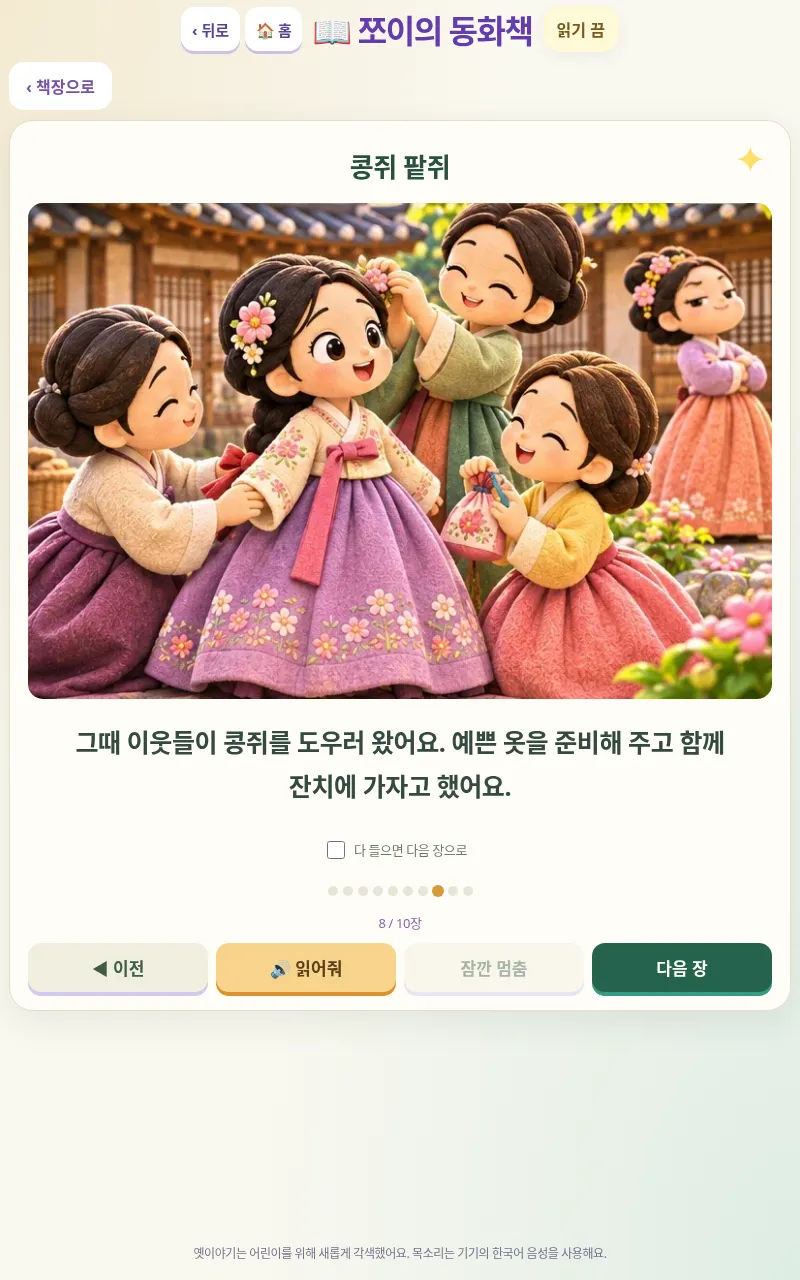 ‹ 뒤로
🏠 홈
📖 쪼이의 동화책
읽기 끔
‹ 책장으로
콩쥐 팥쥐
그때 이웃들이 콩쥐를 도우러 왔어요. 예쁜 옷을 준비해 주고 함께
잔치에 가자고 했어요.
다 들으면 다음 장으로
8 / 10장
◀ 이전
🔊 읽어줘
잠깐 멈춤
다음 장
옛이야기는 어린이를 위해 새롭게 각색했어요. 목소리는 기기의 한국어 음성을 사용해요.